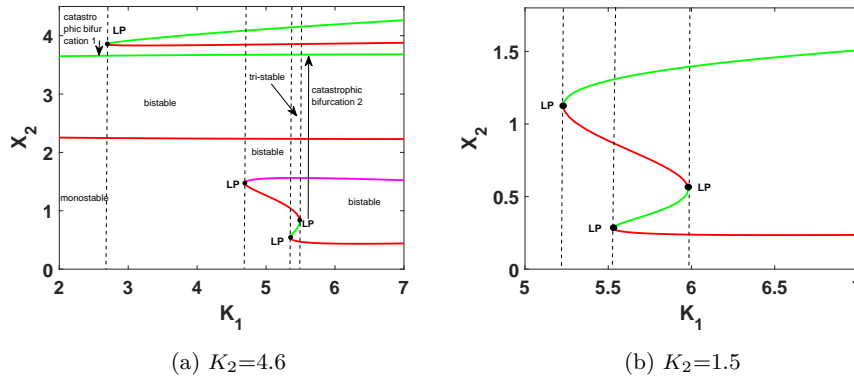 catastro
phic bifur
cation 1
LP
tri-stable
catastrophic
bifurcation 2
bistable
bistable
LP
monostable
bistable
LP
LP
4
3
2
1
0
2
3
4
5
6
7
X2
K1
(a) K2=4.6
1.5
1
0.5
0
LP
LP
LP
5
5.5
6
6.5
7
X2
K1
(b) K2=1.5